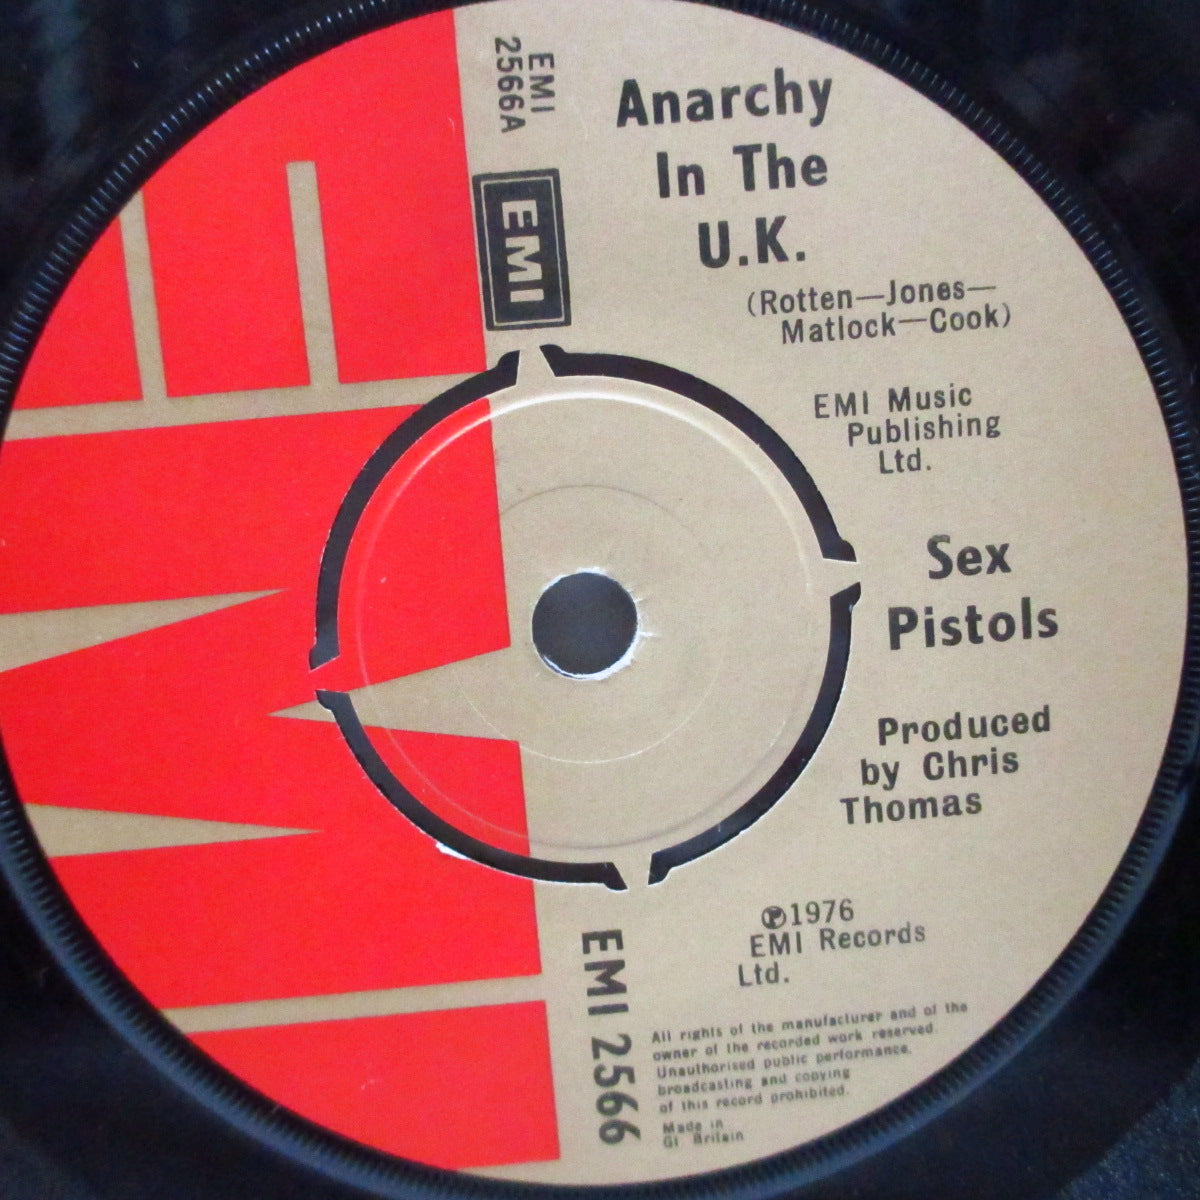 EMI
2566A
EMI
Anarchy
In The
U.K.
(Rotten—Jones—
Matlock—Cook)
EMI Music
Publishing
Ltd.
Sex
Pistols
Produced
by Chris
Thomas
℗1976
EMI Records
Ltd.
EMI 2566
All rights of the manufacturer and of the
owner of the recorded work reserved.
Unauthorised public performance,
broadcasting and copying
of this record prohibited.
Made in
Gt Britain
EMI